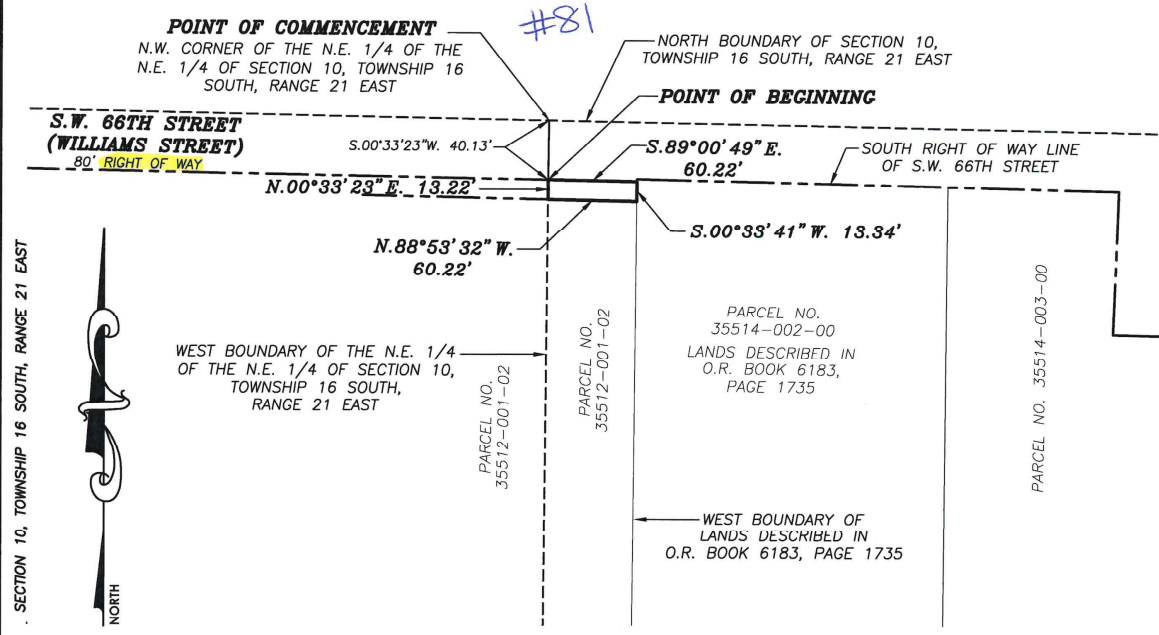 #81
POINT OF COMMENCEMENT
N.W. CORNER OF THE N.E. 1/4 OF THE
N.E. 1/4 OF SECTION 10, TOWNSHIP 16
SOUTH, RANGE 21 EAST
NORTH BOUNDARY OF SECTION 10,
TOWNSHIP 16 SOUTH, RANGE 21 EAST
POINT OF BEGINNING
S.W. 66TH STREET
(WILLIAMS STREET)
80' RIGHT OF WAY
S.00°33'23"W. 40.13'
S.89°00'49"E.
60.22'
SOUTH RIGHT OF WAY LINE
OF S.W. 66TH STREET
N.00°33'23"E. 13.22'
N.88°53'32"W.
60.22'
S.00°33'41"W. 13.34'
WEST BOUNDARY OF THE N.E. 1/4
OF THE N.E. 1/4 OF SECTION 10,
TOWNSHIP 16 SOUTH,
RANGE 21 EAST
PARCEL NO.
35512-001-02
PARCEL NO.
35512-001-02
PARCEL NO.
35514-002-00
LANDS DESCRIBED IN
O.R. BOOK 6183,
PAGE 1735
PARCEL NO. 35514-003-00
WEST BOUNDARY OF
LANDS DESCRIBED IN
O.R. BOOK 6183, PAGE 1735
SECTION 10, TOWNSHIP 16 SOUTH, RANGE 21 EAST
NORTH